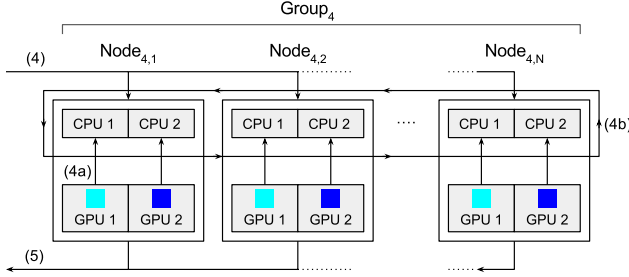 Group4
Node4,1 Node4,2 Node4,N
(4)
CPU 1 CPU 2 CPU 1 CPU 2 .... CPU 1 CPU 2 (4b)
(4a)
GPU 1 GPU 2 GPU 1 GPU 2 GPU 1 GPU 2
(5)